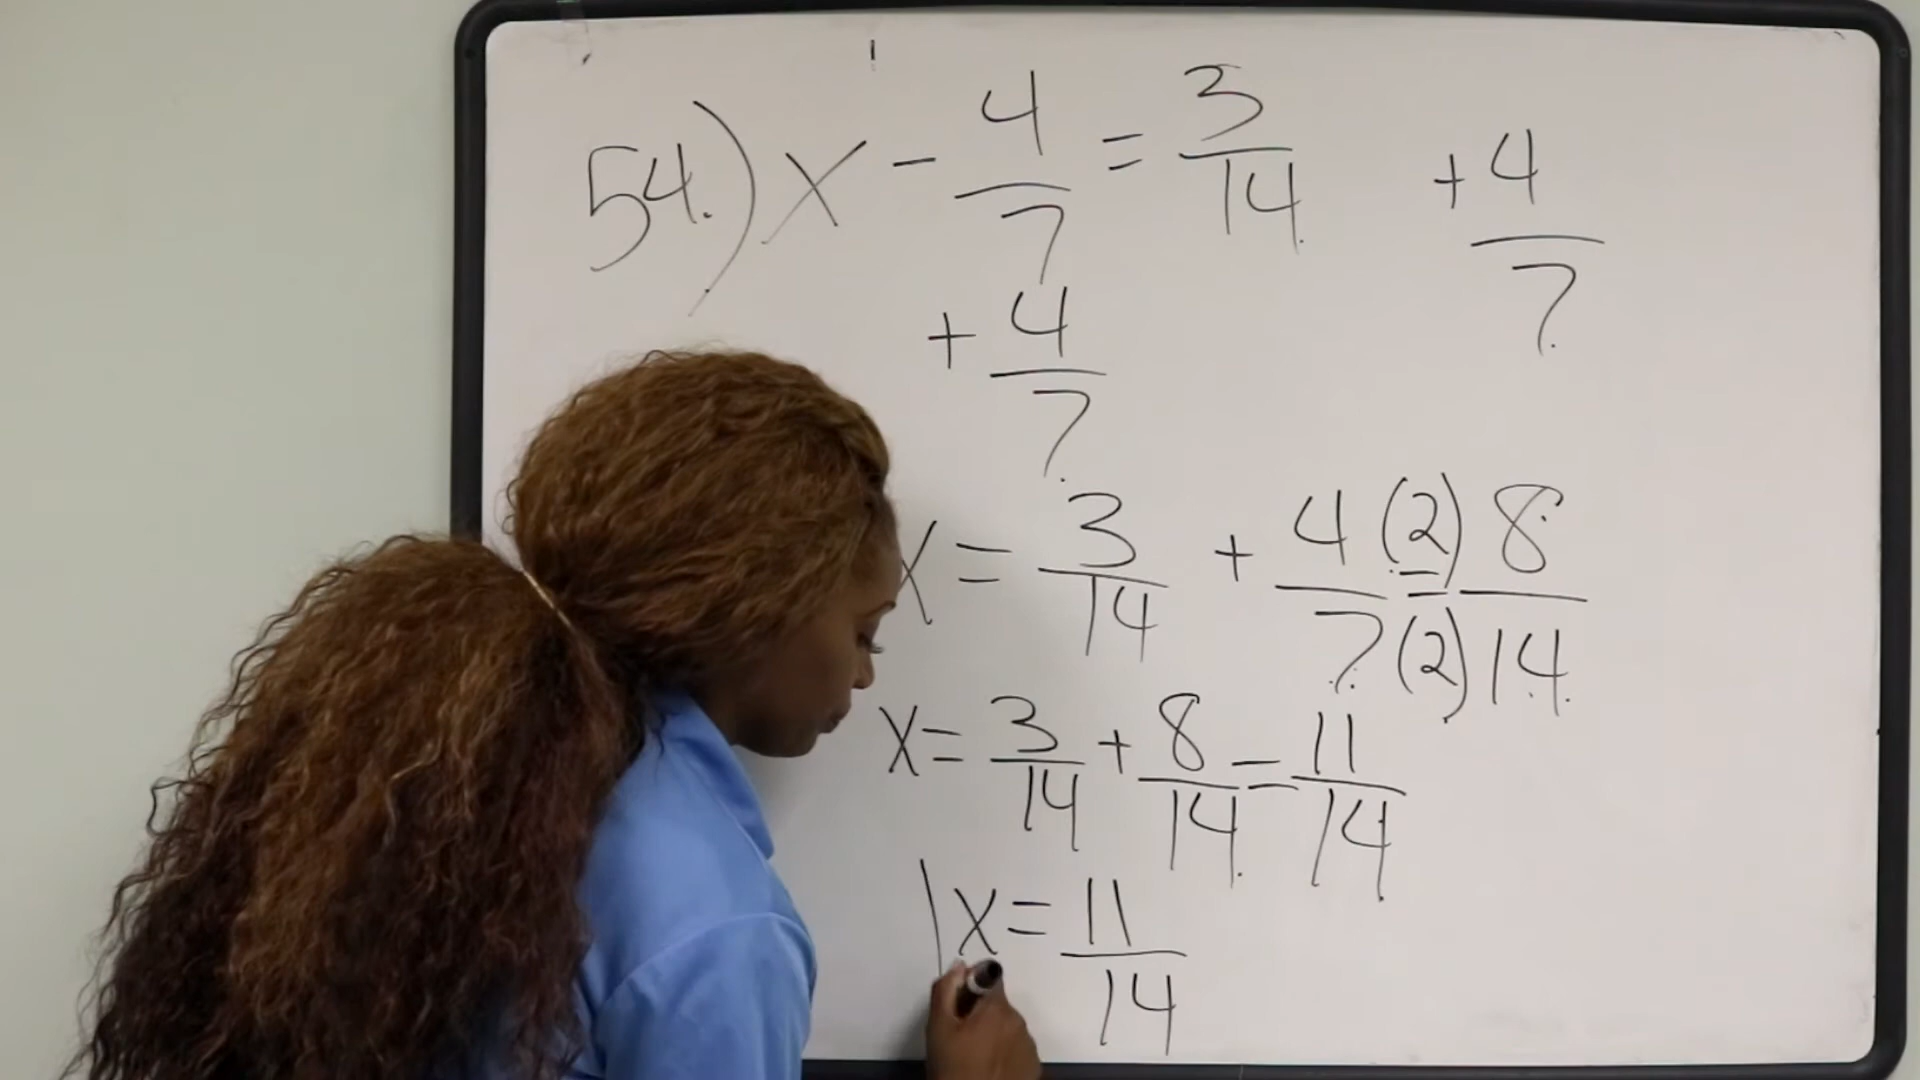 54.) x - 4/7 = 3/14 + 4/7
+ 4/7
x = 3/14 + 4(2)/7(2) = 8/14
x = 3/14 + 8/14 = 11/14
x = 11/14